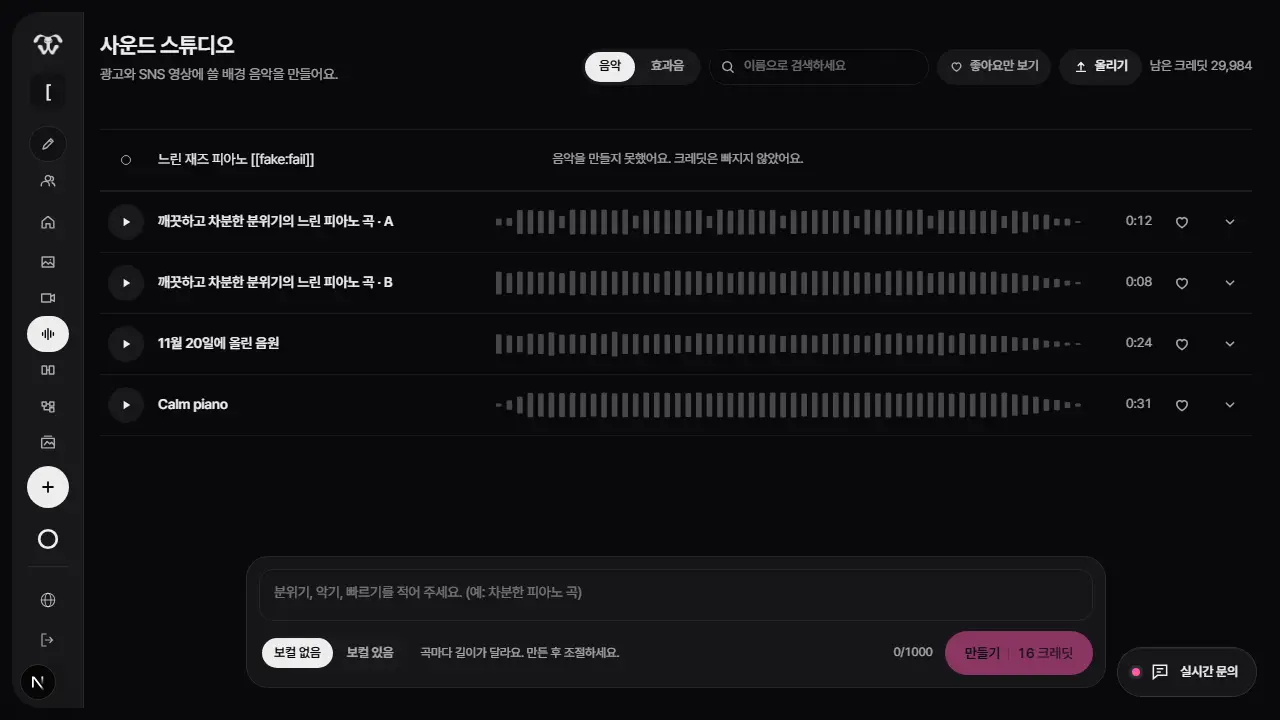 사운드 스튜디오
광고와 SNS 영상에 쓸 배경 음악을 만들어요.
음악
효과음
이름으로 검색하세요
좋아요만 보기
올리기
남은 크레딧 29,984
[
느린 재즈 피아노 [[fake:fail]]
음악을 만들지 못했어요. 크레딧은 빠지지 않았어요.
깨끗하고 차분한 분위기의 느린 피아노 곡 · A
0:12
깨끗하고 차분한 분위기의 느린 피아노 곡 · B
0:08
11월 20일에 올린 음원
0:24
Calm piano
0:31
분위기, 악기, 빠르기를 적어 주세요. (예: 차분한 피아노 곡)
보컬 없음
보컬 있음
곡마다 길이가 달라요. 만든 후 조절하세요.
0/1000
만들기 | 16 크레딧
N
실시간 문의